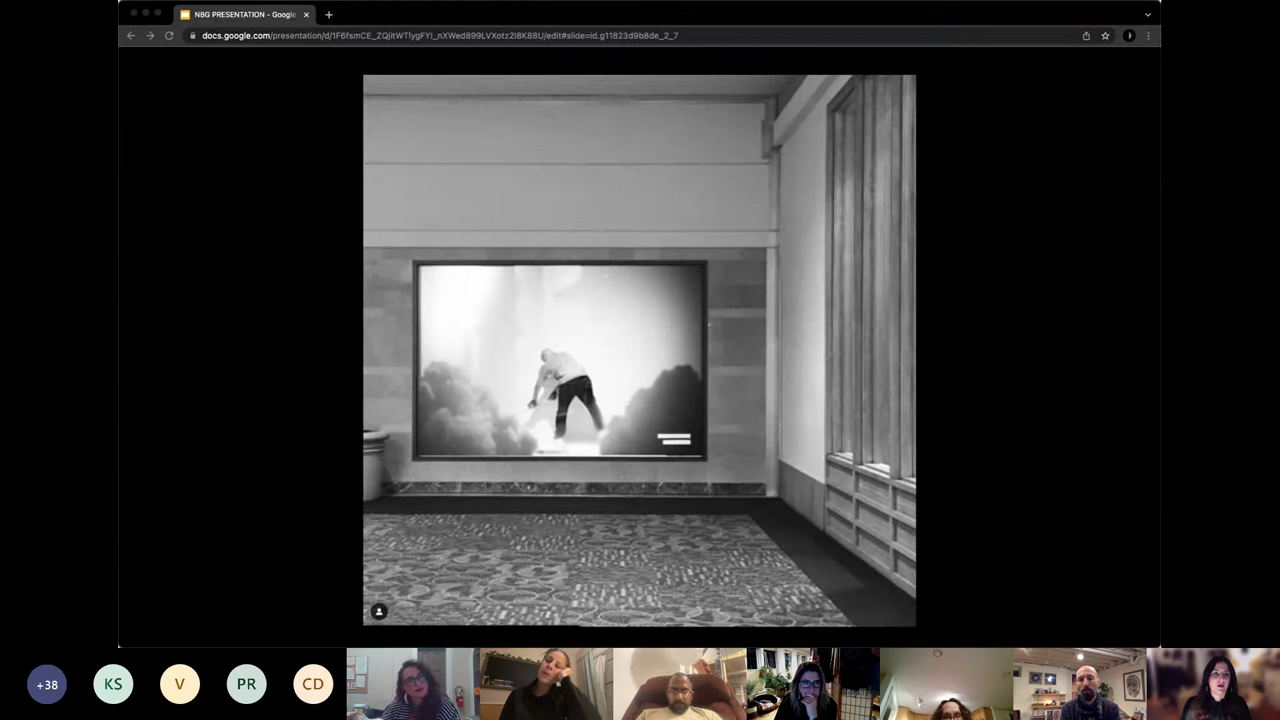 NBG PRESENTATION - Google
docs.google.com/presentation/d/1F6fsmCE_ZQjitWTlygFYI_nXWed899LVXotz2I8K88U/edit#slide=id.g11823d9b8de_2_7
+38
KS
V
PR
CD